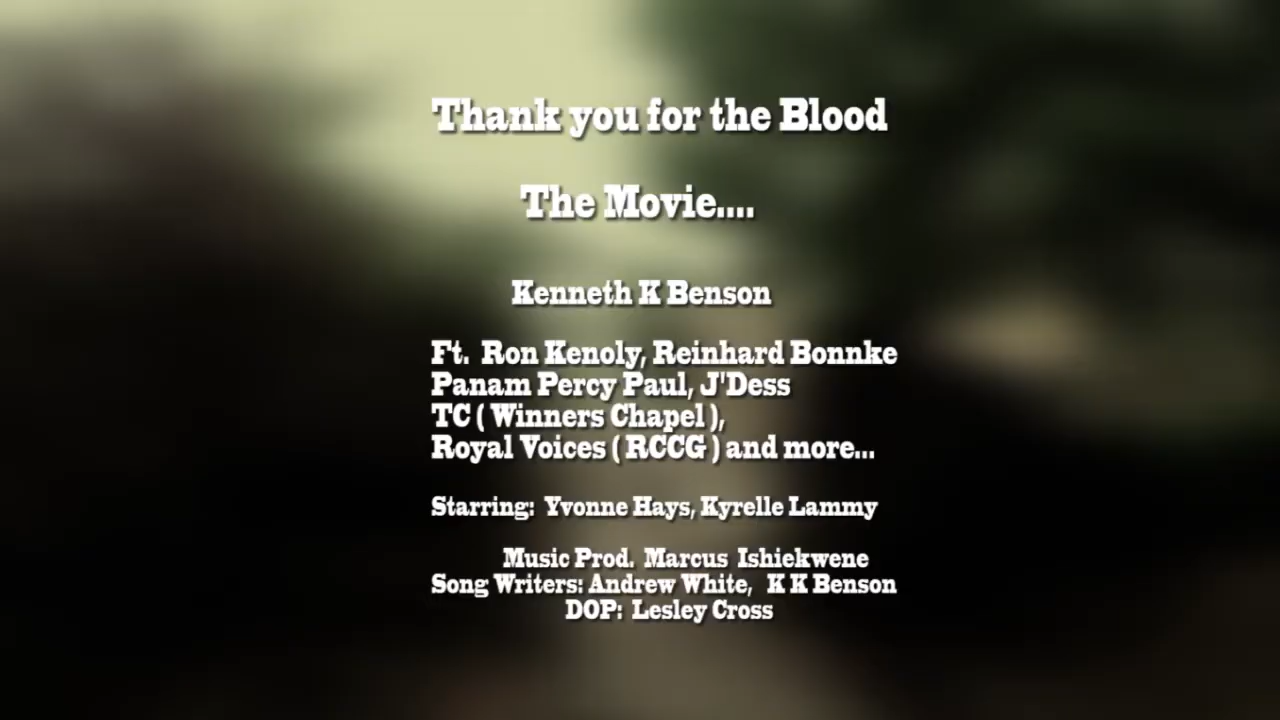 Thank you for the Blood
The Movie....
Kenneth K Benson
Ft. Ron Kenoly, Reinhard Bonnke
Panam Percy Paul, J'Dess
TC ( Winners Chapel ),
Royal Voices ( RCCG ) and more...
Starring: Yvonne Hays, Kyrelle Lammy
Music Prod. Marcus Ishiekwene
Song Writers: Andrew White, K K Benson
DOP: Lesley Cross